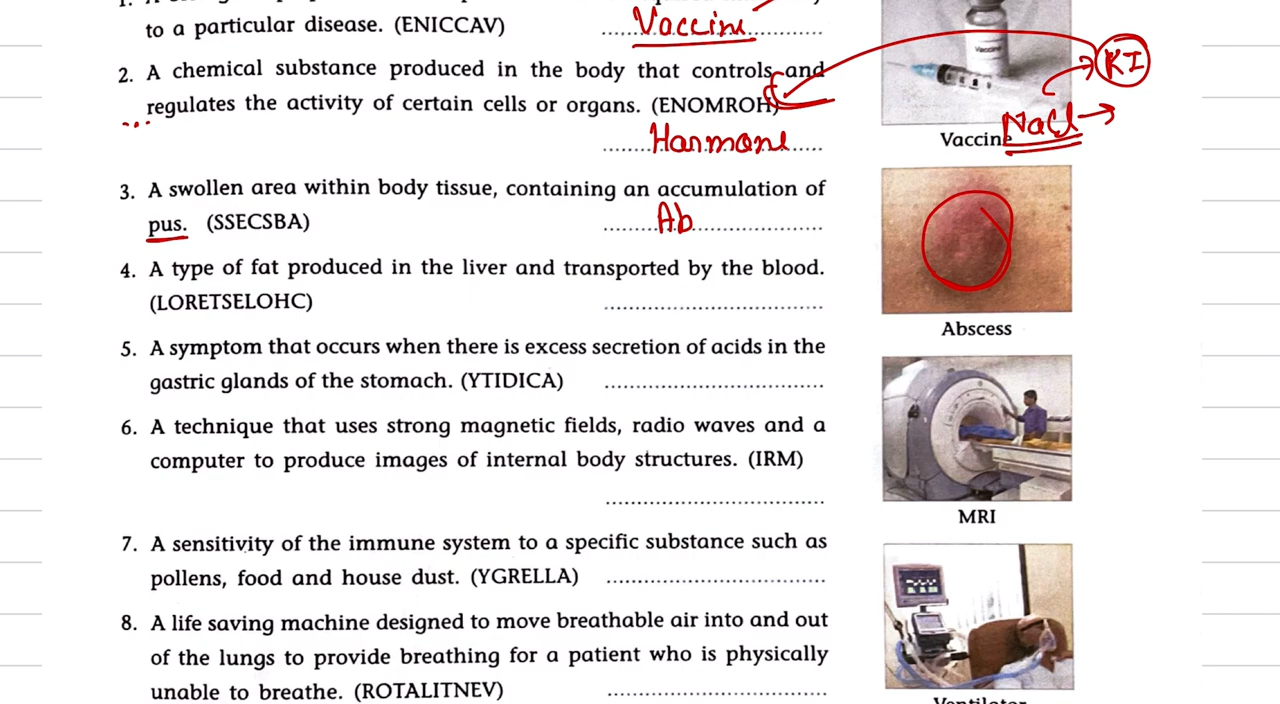 to a particular disease. (ENICCAV) Vaccine
2. A chemical substance produced in the body that controls and
regulates the activity of certain cells or organs. (ENOMROH)
Harmone
KI
NaCl
Vaccine
3. A swollen area within body tissue, containing an accumulation of
pus. (SSECSBA) Ab
Abscess
4. A type of fat produced in the liver and transported by the blood.
(LORETSELOHC)
5. A symptom that occurs when there is excess secretion of acids in the
gastric glands of the stomach. (YTIDICA)
6. A technique that uses strong magnetic fields, radio waves and a
computer to produce images of internal body structures. (IRM)
MRI
7. A sensitivity of the immune system to a specific substance such as
pollens, food and house dust. (YGRELLA)
8. A life saving machine designed to move breathable air into and out
of the lungs to provide breathing for a patient who is physically
unable to breathe. (ROTALITNEV)
Ventilator